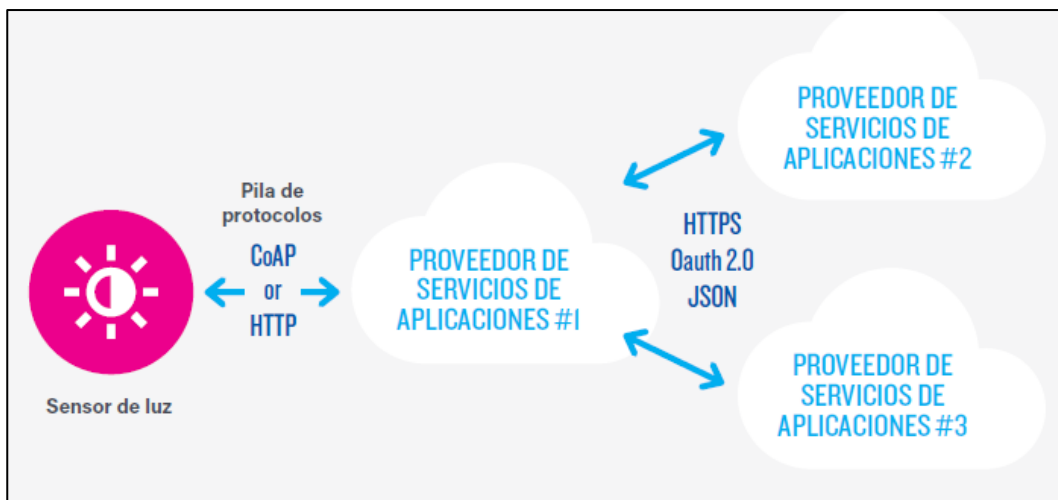 Pila de
protocolos
CoAP
or
HTTP
Sensor de luz
PROVEEDOR DE
SERVICIOS DE
APLICACIONES #1
HTTPS
Oauth 2.0
JSON
PROVEEDOR DE
SERVICIOS DE
APLICACIONES #2
PROVEEDOR DE
SERVICIOS DE
APLICACIONES #3